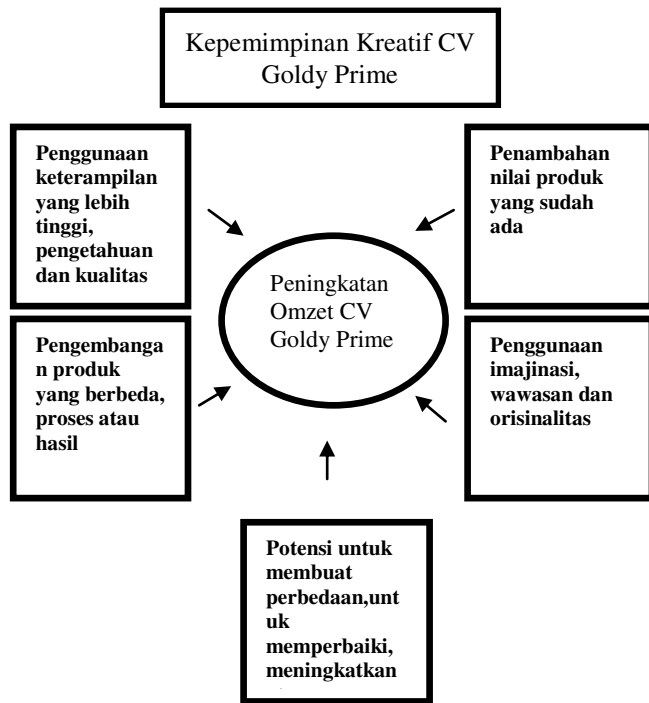 Kepemimpinan Kreatif CV
Goldy Prime
Penggunaan
keterampilan
yang lebih
tinggi,
pengetahuan
dan kualitas
Penambahan
nilai produk
yang sudah
ada
Peningkatan
Omzet CV
Goldy Prime
Pengembanga
n produk
yang berbeda,
proses atau
hasil
Penggunaan
imajinasi,
wawasan dan
orisinalitas
Potensi untuk
membuat
perbedaan,unt
uk
memperbaiki,
meningkatkan